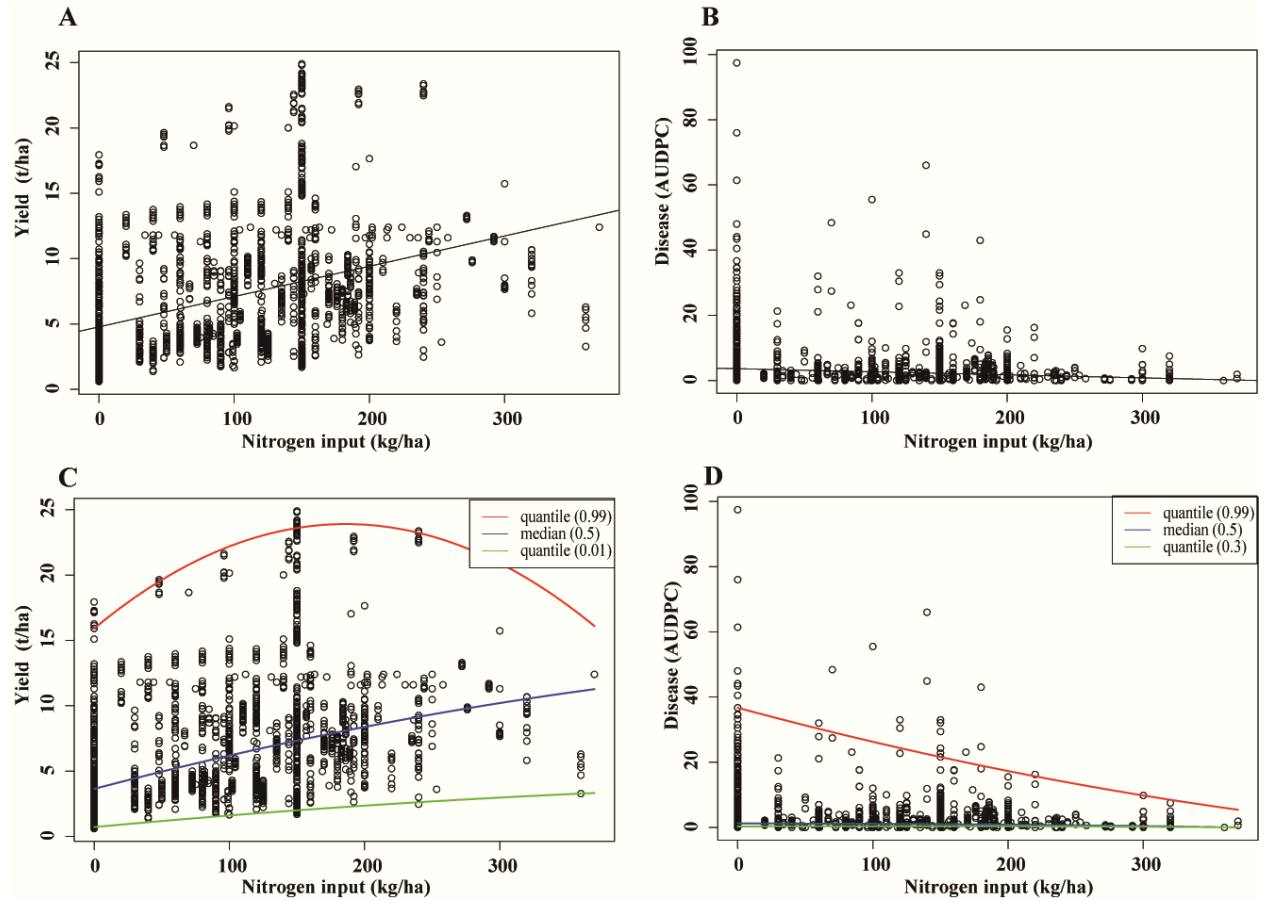 A
Yield (t/ha)
25
20
15
10
5
0
0 100 200 300
Nitrogen input (kg/ha)
B
Disease (AUDPC)
100
80
60
40
20
0
0 100 200 300
Nitrogen input (kg/ha)
C
Yield (t/ha)
25
20
15
10
5
0
quantile (0.99)
median (0.5)
quantile (0.01)
0 100 200 300
Nitrogen input (kg/ha)
D
Disease (AUDPC)
100
80
60
40
20
0
quantile (0.99)
median (0.5)
quantile (0.3)
0 100 200 300
Nitrogen input (kg/ha)